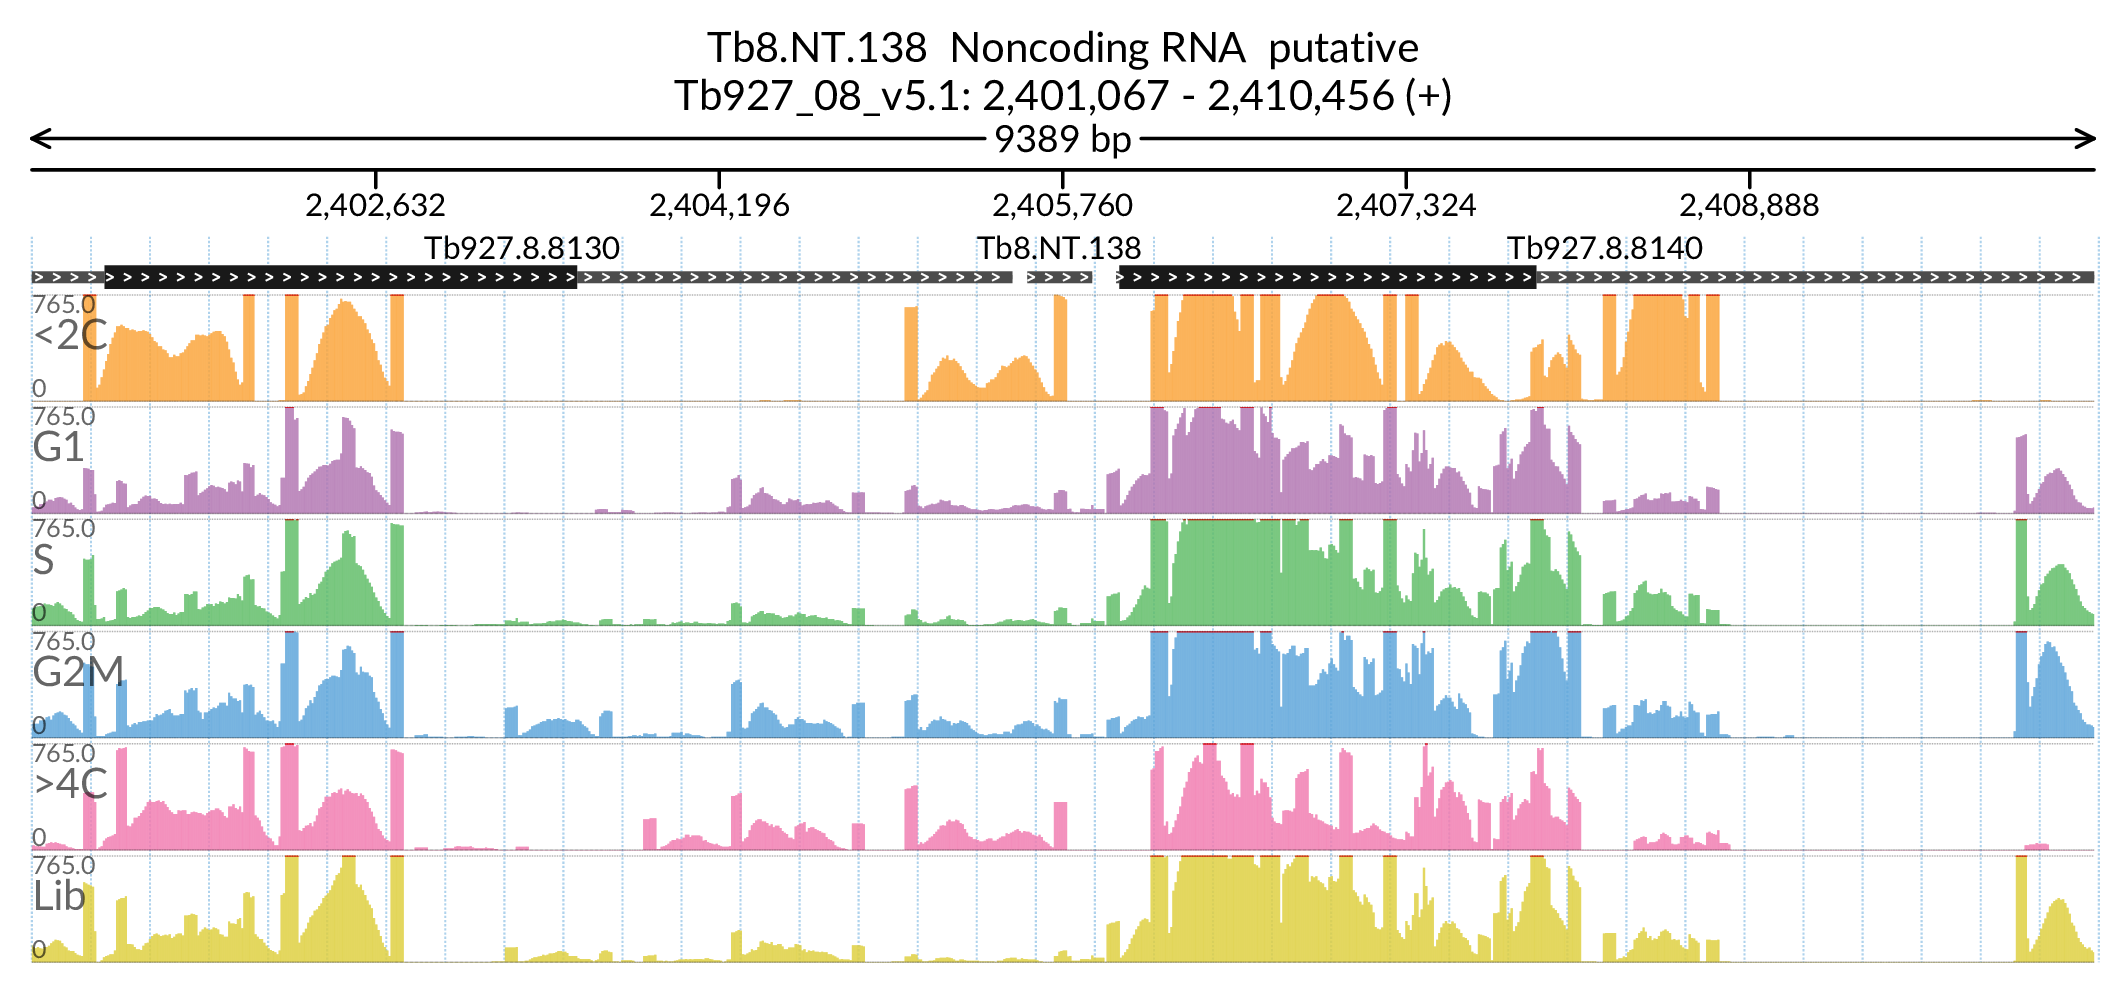 Tb8.NT.138 Noncoding RNA putative
Tb927_08_v5.1: 2,401,067 - 2,410,456 (+)
9389 bp
2,402,632 2,404,196 2,405,760 2,407,324 2,408,888
Tb927.8.8130 Tb8.NT.138 Tb927.8.8140
765.0
<2C
0
765.0
G1
0
765.0
S
0
765.0
G2M
0
765.0
>4C
0
765.0
Lib
0